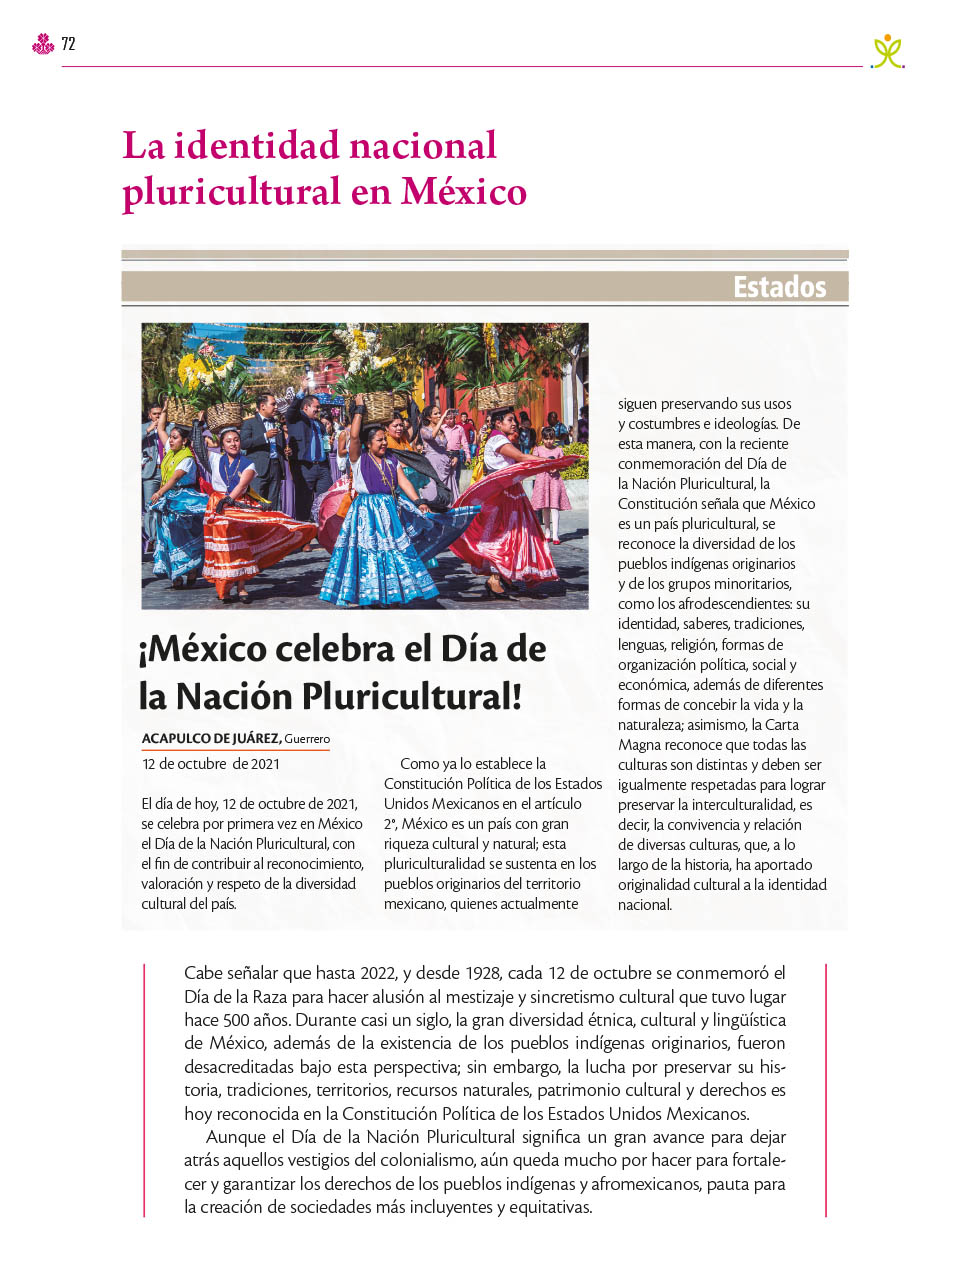 72
La identidad nacional
pluricultural en México
Estados
¡México celebra el Día de
la Nación Pluricultural!
ACAPULCO DE JUÁREZ, Guerrero
12 de octubre de 2021
El día de hoy, 12 de octubre de 2021,
se celebra por primera vez en México
el Día de la Nación Pluricultural, con
el fin de contribuir al reconocimiento,
valoración y respeto de la diversidad
cultural del país.
Como ya lo establece la
Constitución Política de los Estados
Unidos Mexicanos en el artículo
2°, México es un país con gran
riqueza cultural y natural; esta
pluriculturalidad se sustenta en los
pueblos originarios del territorio
mexicano, quienes actualmente
siguen preservando sus usos
y costumbres e ideologías. De
esta manera, con la reciente
conmemoración del Día de
la Nación Pluricultural, la
Constitución señala que México
es un país pluricultural, se
reconoce la diversidad de los
pueblos indígenas originarios
y de los grupos minoritarios,
como los afrodescendientes: su
identidad, saberes, tradiciones,
lenguas, religión, formas de
organización política, social y
económica, además de diferentes
formas de concebir la vida y la
naturaleza; asimismo, la Carta
Magna reconoce que todas las
culturas son distintas y deben ser
igualmente respetadas para lograr
preservar la interculturalidad, es
decir, la convivencia y relación
de diversas culturas, que, a lo
largo de la historia, ha aportado
originalidad cultural a la identidad
nacional.
Cabe señalar que hasta 2022, y desde 1928, cada 12 de octubre se conmemoró el
Día de la Raza para hacer alusión al mestizaje y sincretismo cultural que tuvo lugar
hace 500 años. Durante casi un siglo, la gran diversidad étnica, cultural y lingüística
de México, además de la existencia de los pueblos indígenas originarios, fueron
desacreditadas bajo esta perspectiva; sin embargo, la lucha por preservar su his-
toria, tradiciones, territorios, recursos naturales, patrimonio cultural y derechos es
hoy reconocida en la Constitución Política de los Estados Unidos Mexicanos.
Aunque el Día de la Nación Pluricultural significa un gran avance para dejar
atrás aquellos vestigios del colonialismo, aún queda mucho por hacer para fortale-
cer y garantizar los derechos de los pueblos indígenas y afromexicanos, pauta para
la creación de sociedades más incluyentes y equitativas.